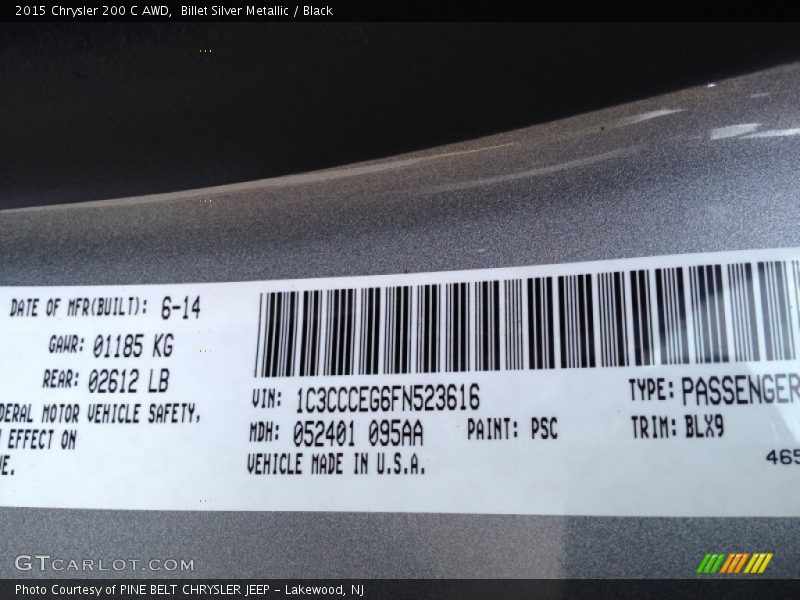 2015 Chrysler 200 C AWD,  Billet Silver Metallic / Black
DATE OF MFR(BUILT): 6-14
GAWR: 01185 KG
REAR: 02612 LB
DERAL MOTOR VEHICLE SAFETY,
EFFECT ON
VE.
VIN: 1C3CCCEG6FN523616
TYPE: PASSENGER
MDH: 052401 095AA
PAINT: PSC
TRIM: BLX9
VEHICLE MADE IN U.S.A.
465
GTCARLOT.COM
Photo Courtesy of PINE BELT CHRYSLER JEEP – Lakewood, NJ